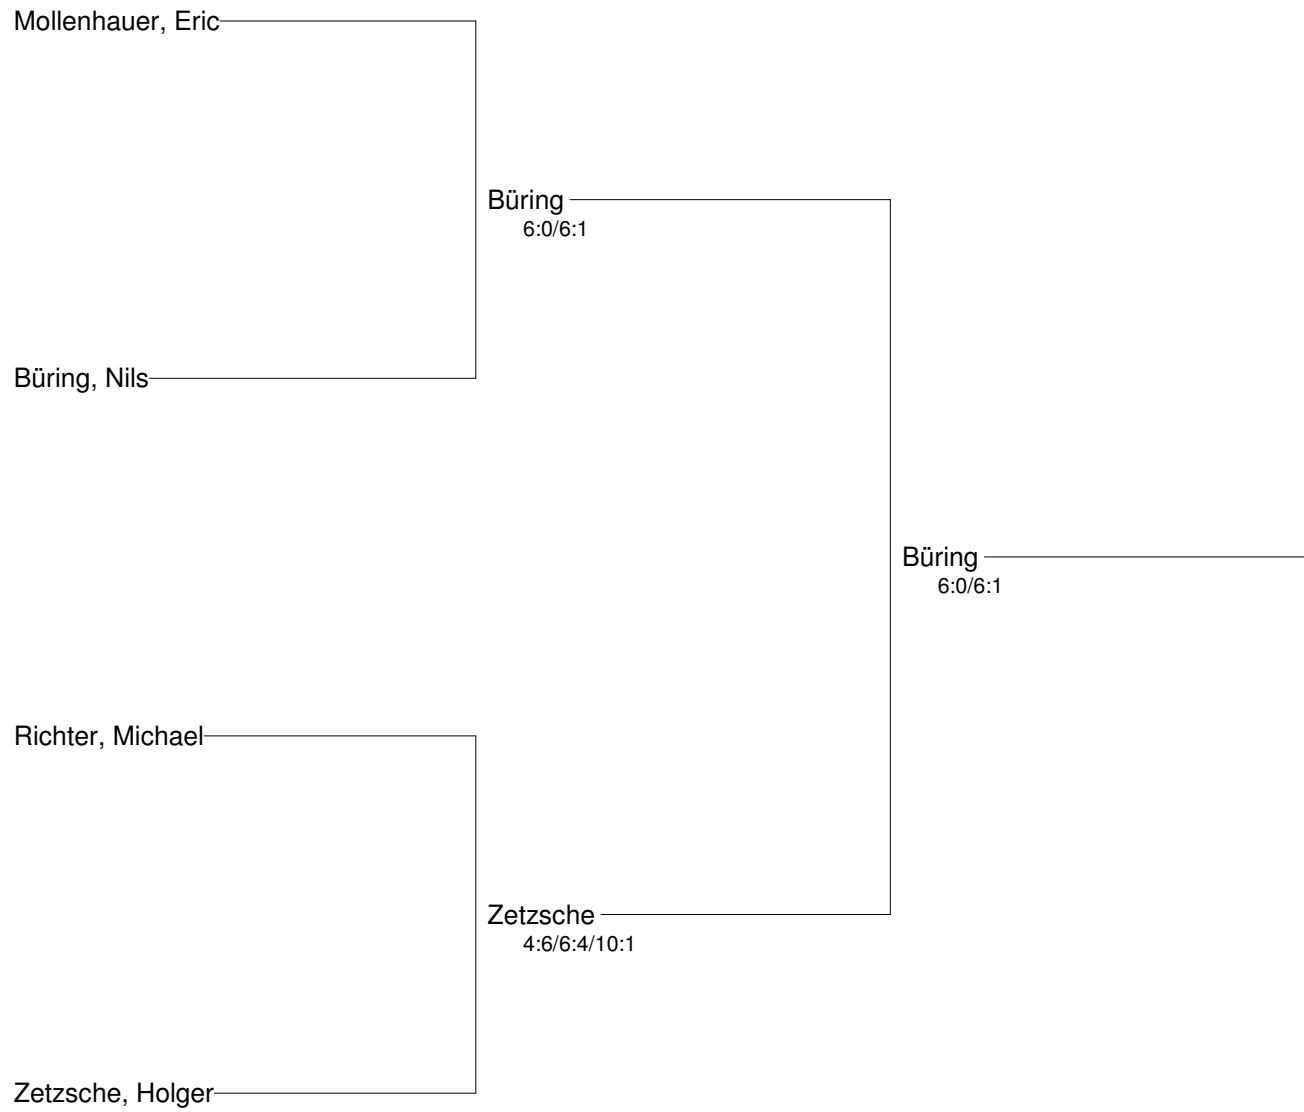 Mollenhauer, Eric
Büring
6:0/6:1
Büring, Nils
Büring
6:0/6:1
Richter, Michael
Zetzsche
4:6/6:4/10:1
Zetzsche, Holger